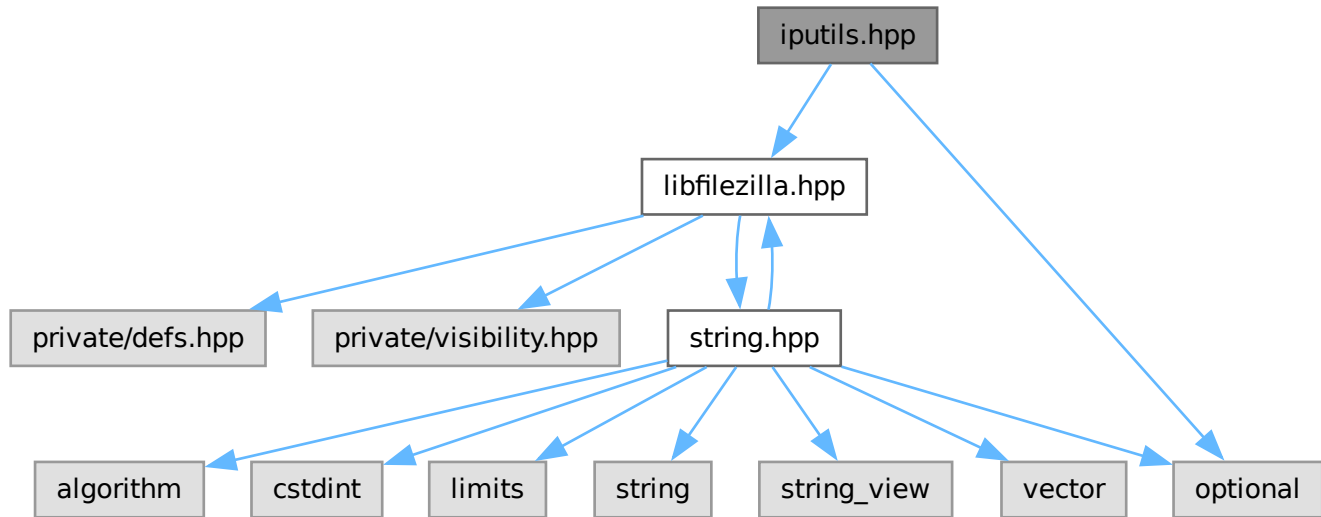 iputils.hpp
libfilezilla.hpp
private/defs.hpp
private/visibility.hpp
string.hpp
algorithm
cstdint
limits
string
string_view
vector
optional